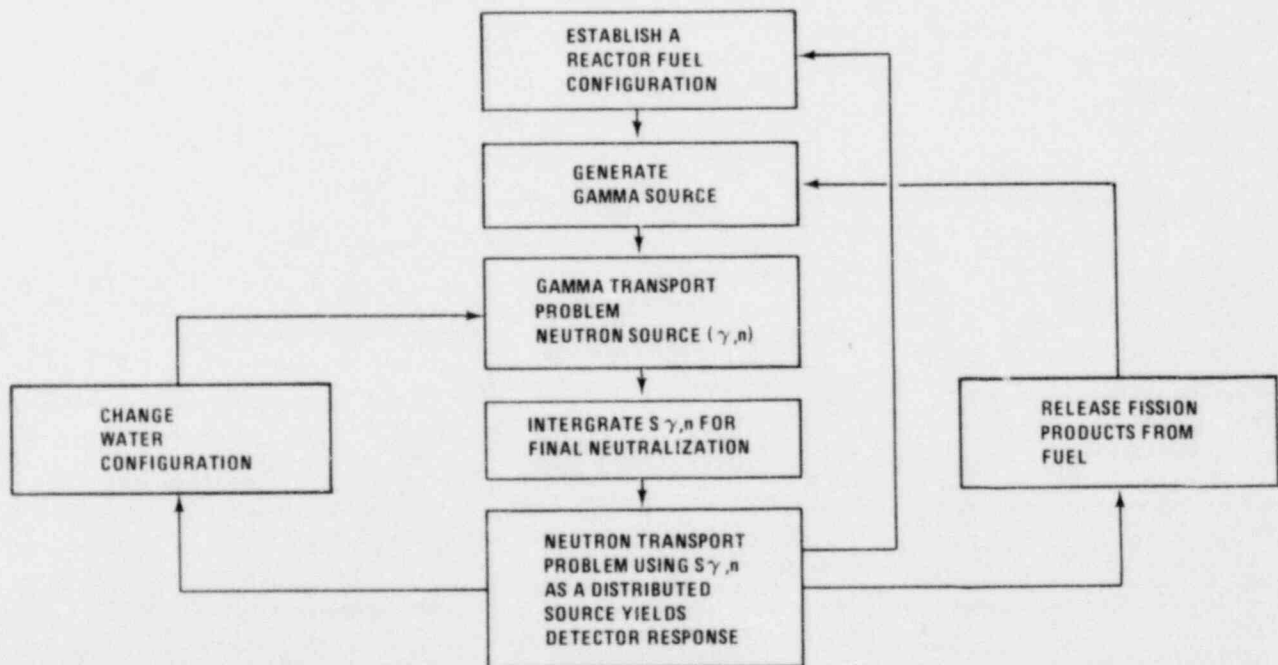 ESTABLISH A
REACTOR FUEL
CONFIGURATION
GENERATE
GAMMA SOURCE
GAMMA TRANSPORT
PROBLEM
NEUTRON SOURCE (γ,n)
CHANGE
WATER
CONFIGURATION
INTERGRATE S γ,n FOR
FINAL NEUTRALIZATION
RELEASE FISSION
PRODUCTS FROM
FUEL
NEUTRON TRANSPORT
PROBLEM USING S γ,n
AS A DISTRIBUTED
SOURCE YIELDS
DETECTOR RESPONSE